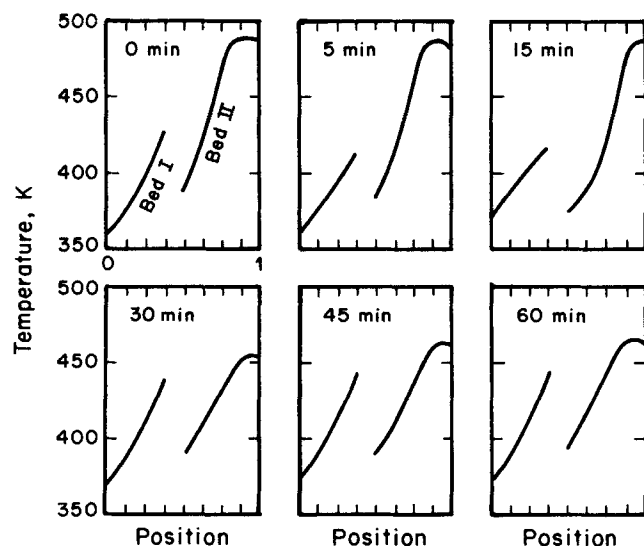 500
450
400
350
0 min
Bed I
Bed II
0
1
5 min
15 min
Temperature, K
500
450
400
350
30 min
45 min
60 min
Position
Position
Position